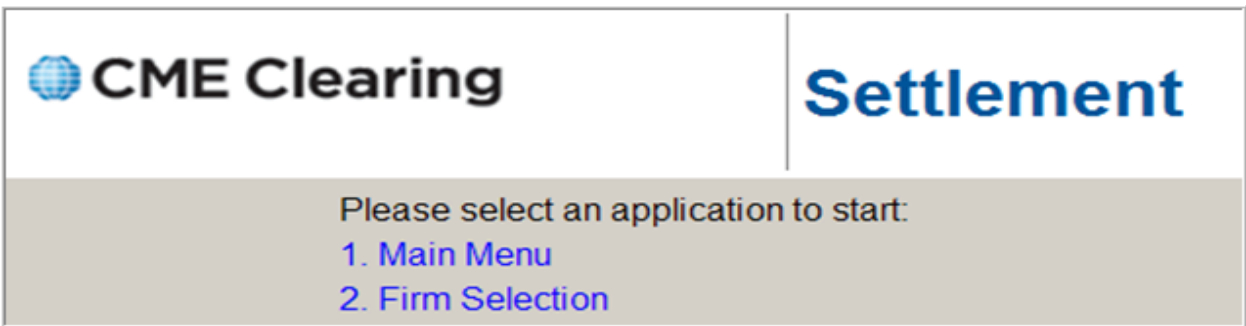 CME Clearing
Settlement
Please select an application to start:
1. Main Menu
2. Firm Selection